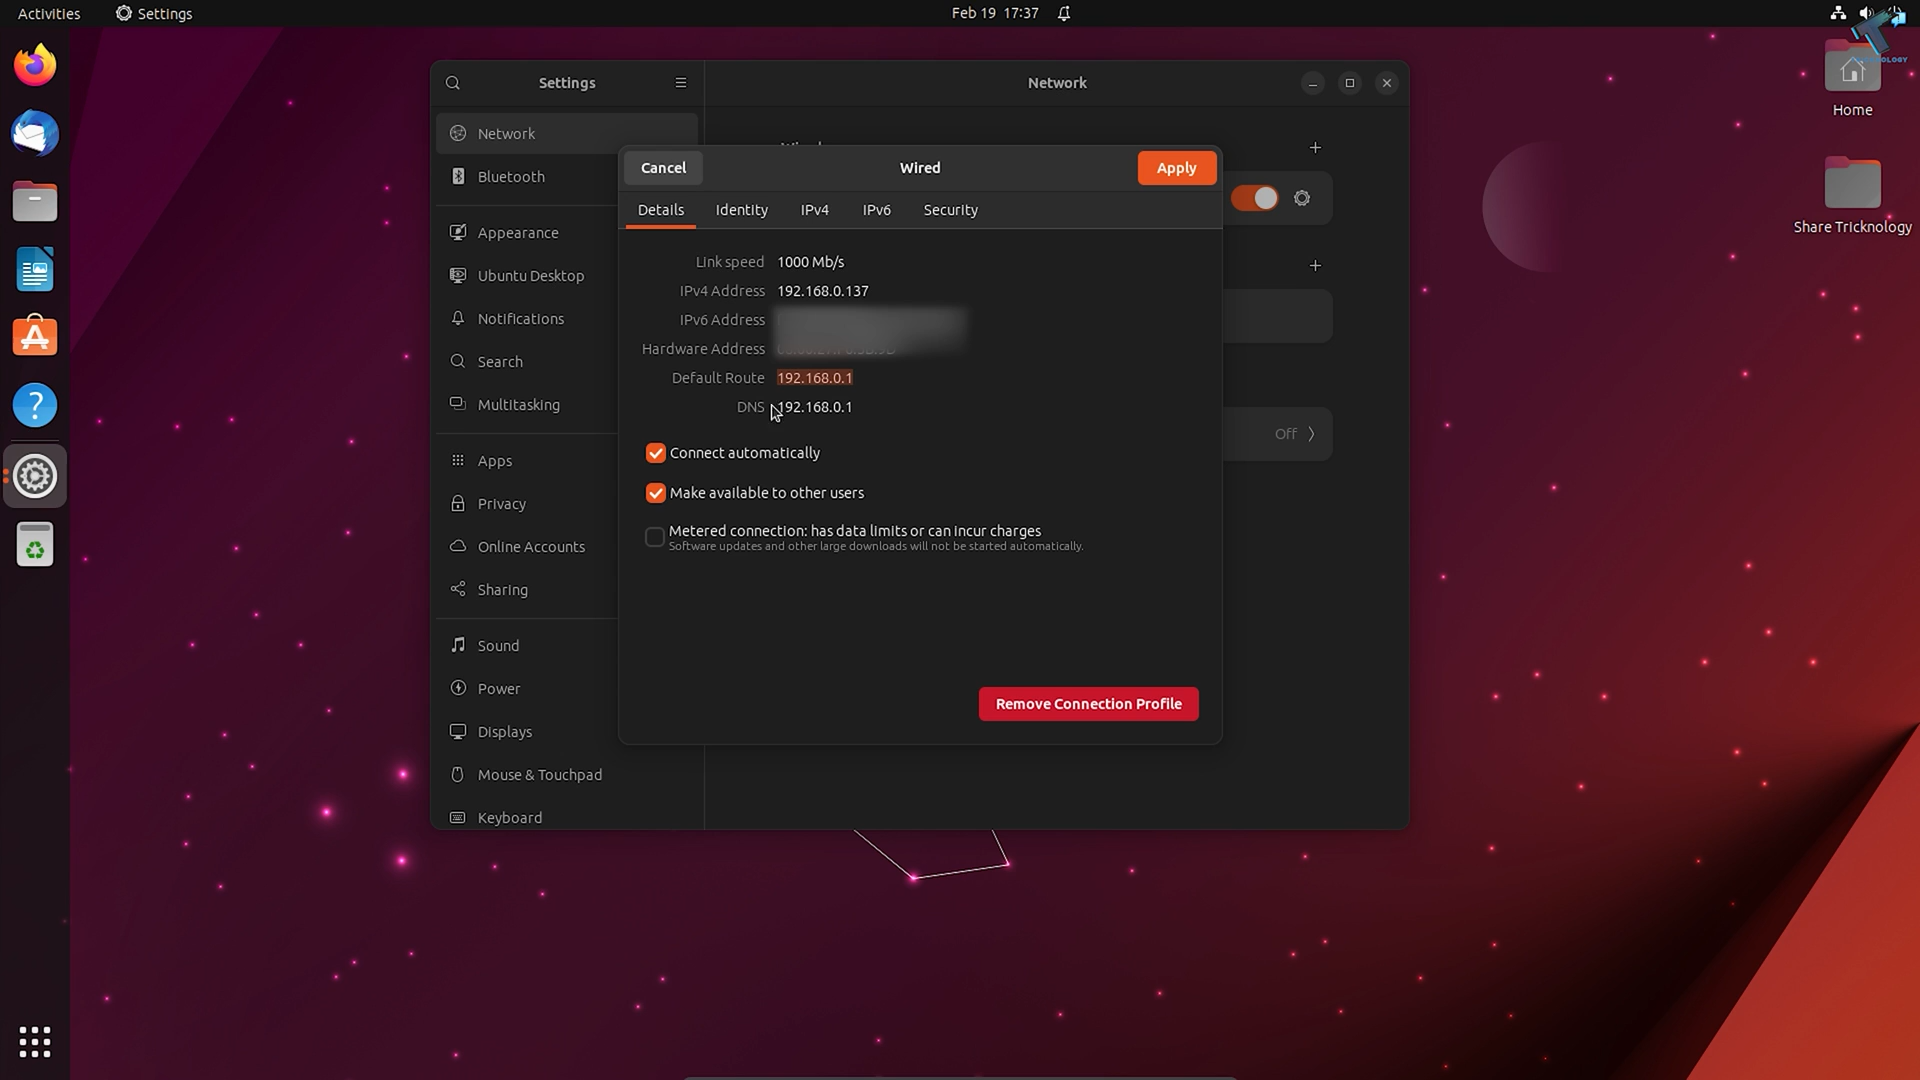 Activities
Settings
Feb 19 17:37
Settings
Network
Home
Share Tricknology
Network
Bluetooth
Appearance
Ubuntu Desktop
Notifications
Search
Multitasking
Apps
Privacy
Online Accounts
Sharing
Sound
Power
Displays
Mouse & Touchpad
Keyboard
Cancel
Wired
Apply
Details
Identity
IPv4
IPv6
Security
Link speed 1000 Mb/s
IPv4 Address 192.168.0.137
IPv6 Address
Hardware Address
Default Route 192.168.0.1
DNS 192.168.0.1
Connect automatically
Make available to other users
Metered connection: has data limits or can incur charges
Software updates and other large downloads will not be started automatically.
Remove Connection Profile
Off